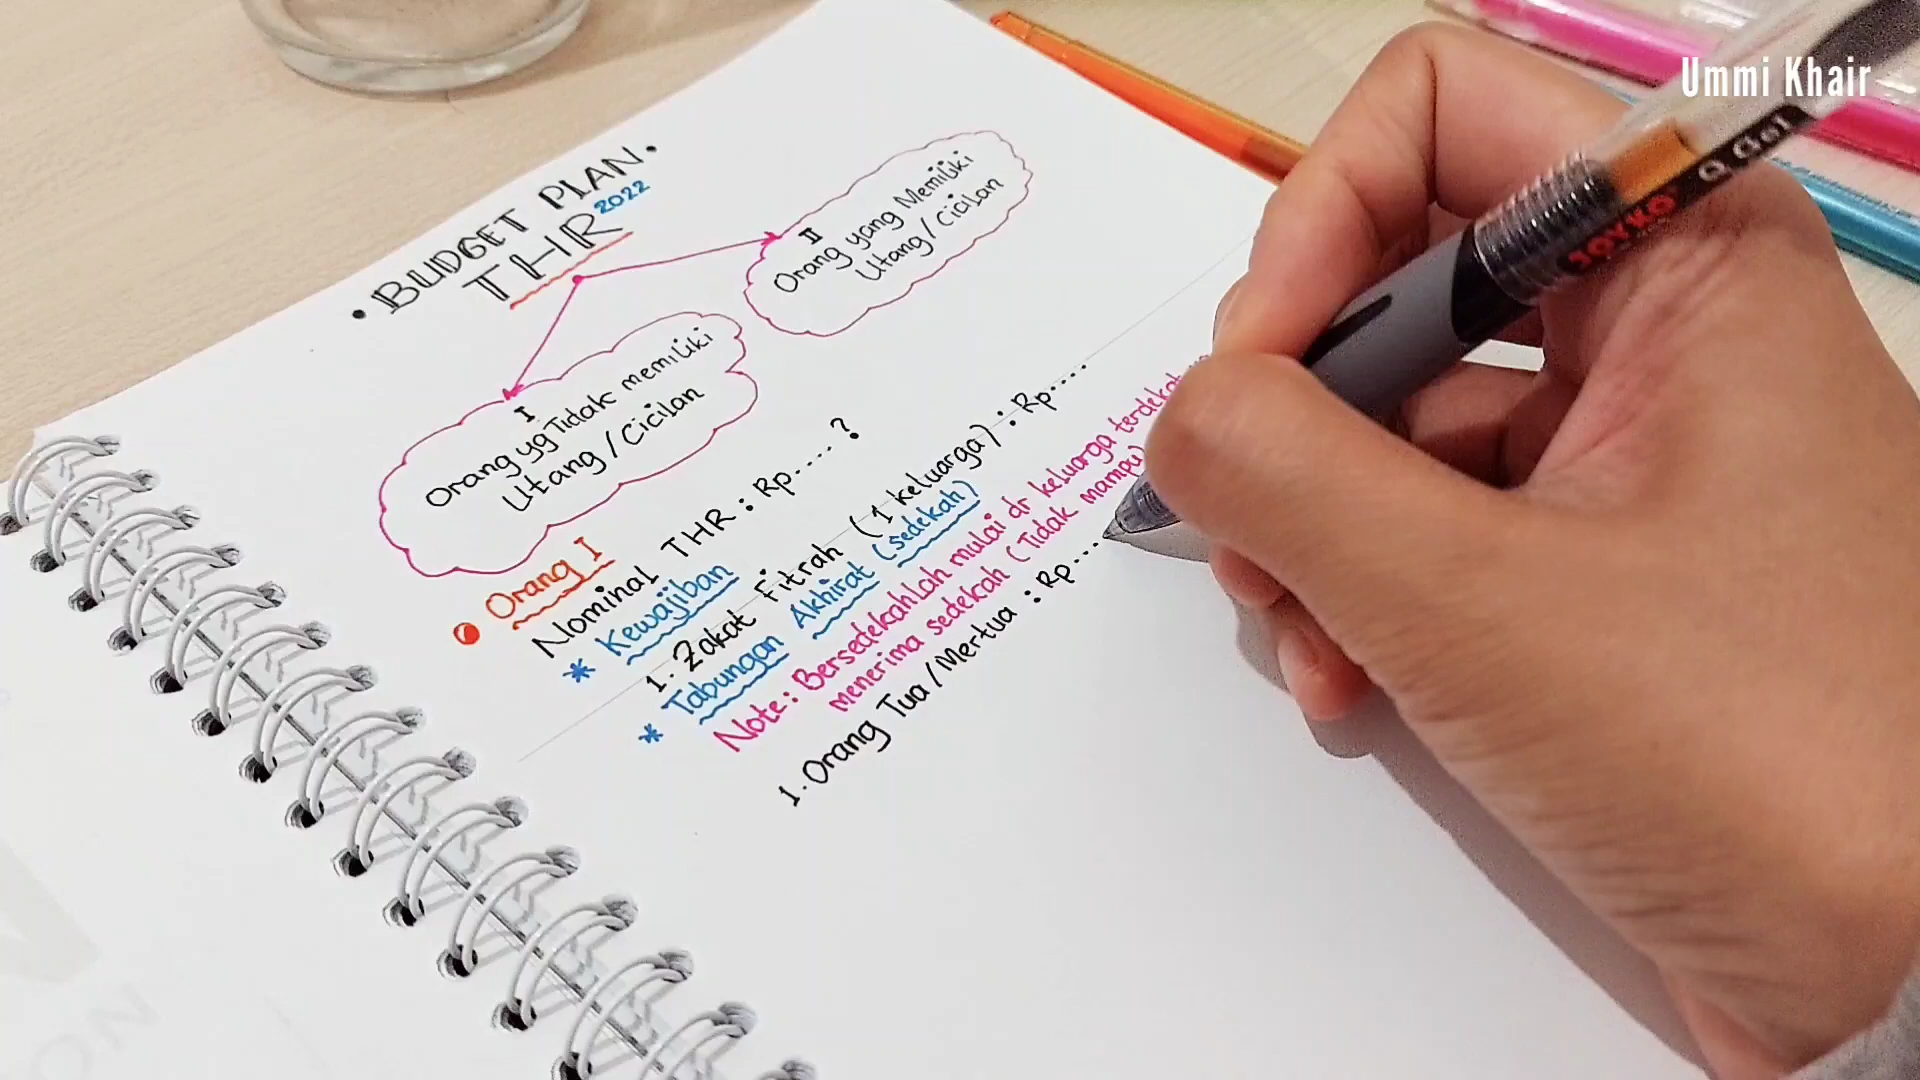 Ummi Khair
• BUDGET PLAN •
THR 2022
I
Orang yg Tidak memiliki
Utang / Cicilan
II
Orang yang Memiliki
Utang / Cicilan
• Orang I
Nominal THR : Rp.... ?
* Kewajiban
1. Zakat Fitrah (1 keluarga) : Rp....
* Tabungan Akhirat (sedekah)
Note: Bersedekahlah mulai dr keluarga terdekat
menerima sedekah (Tidak mampu)
1. Orang Tua / Mertua : Rp....
JOYKO